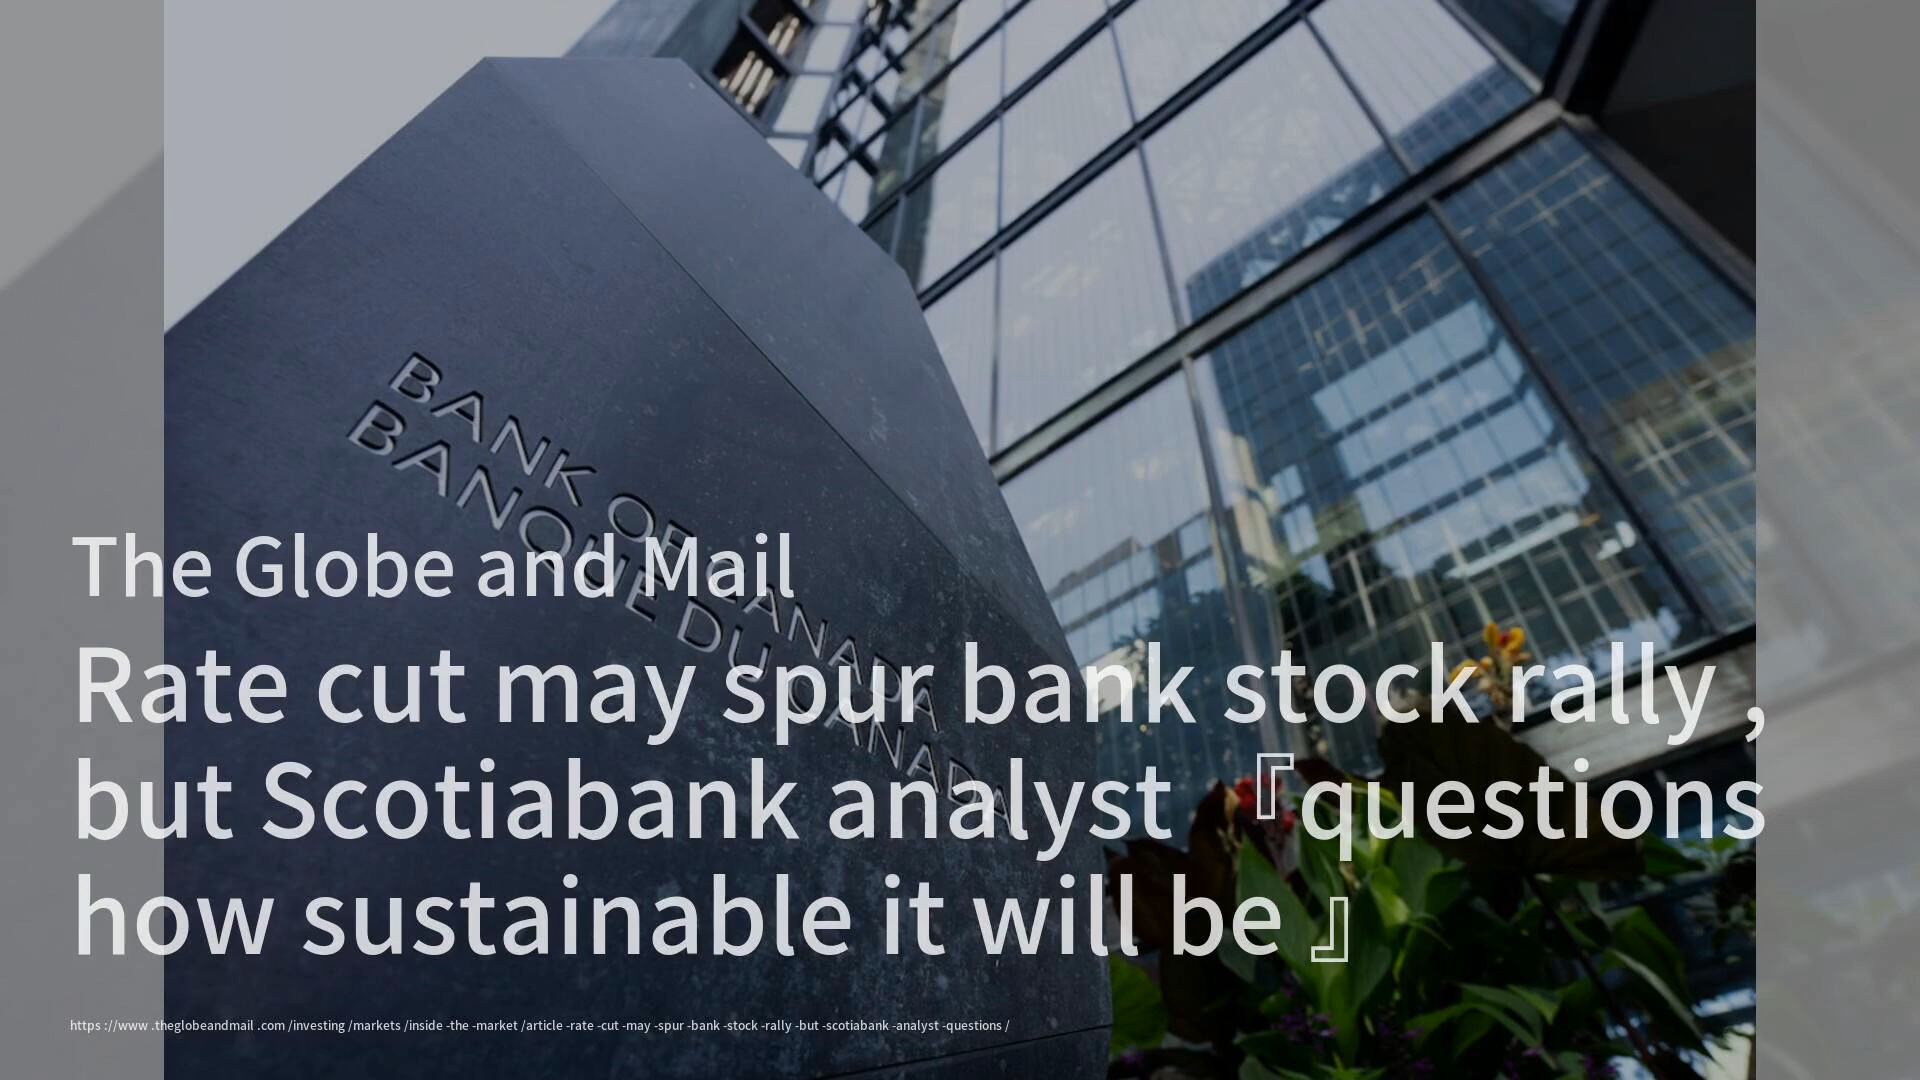 BANK OF CANADA
BANQUE DU CANADA
The Globe and Mail
Rate cut may spur bank stock rally ,
but Scotiabank analyst 『questions
how sustainable it will be 』
https ://www .theglobeandmail .com /investing /markets /inside -the -market /article -rate -cut -may -spur -bank -stock -rally -but -scotiabank -analyst -questions /